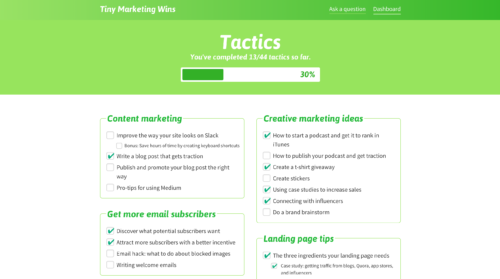 Tiny Marketing Wins
Ask a question
Dashboard
Tactics
You've completed 13/44 tactics so far.
30%
Content marketing
Improve the way your site looks on Slack
Bonus: Save hours of time by creating keyboard shortcuts
Write a blog post that gets traction
Publish and promote your blog post the right
way
Pro-tips for using Medium
Get more email subscribers
Discover what potential subscribers want
Attract more subscribers with a better incentive
Email hack: what to do about blocked images
Writing welcome emails
Creative marketing ideas
How to start a podcast and get it to rank in
iTunes
How to publish your podcast and get traction
Create a t-shirt giveaway
Create stickers
Using case studies to increase sales
Connecting with influencers
Do a brand brainstorm
Landing page tips
The three ingredients your landing page needs
Case study: getting traffic from blogs, Quora, app stores,
and influencers